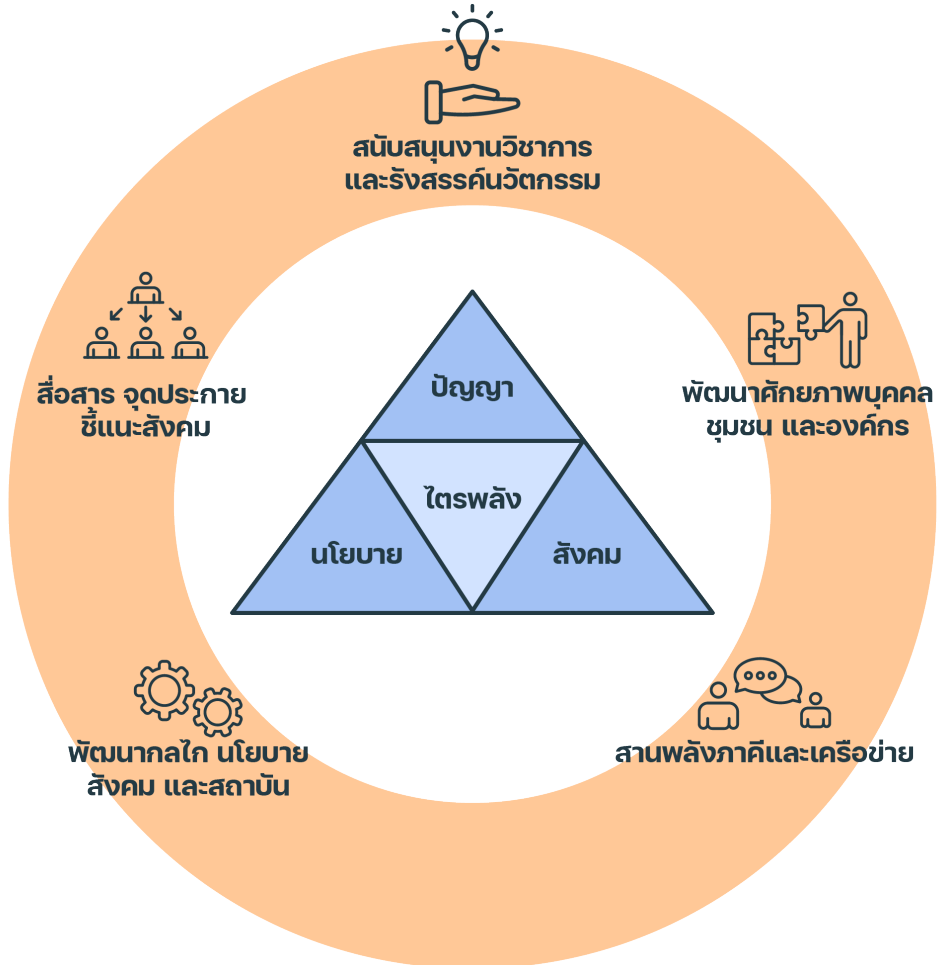 สนับสนุนงานวิชาการ
และรังสรรค์นวัตกรรม
สื่อสาร จุดประกาย
ชี้แนะสังคม
พัฒนาศักยภาพบุคคล
ชุมชน และองค์กร
ปัญญา
ไตรพลัง
นโยบาย
สังคม
พัฒนากลไก นโยบาย
สังคม และสถาบัน
สานพลังภาคีและเครือข่าย